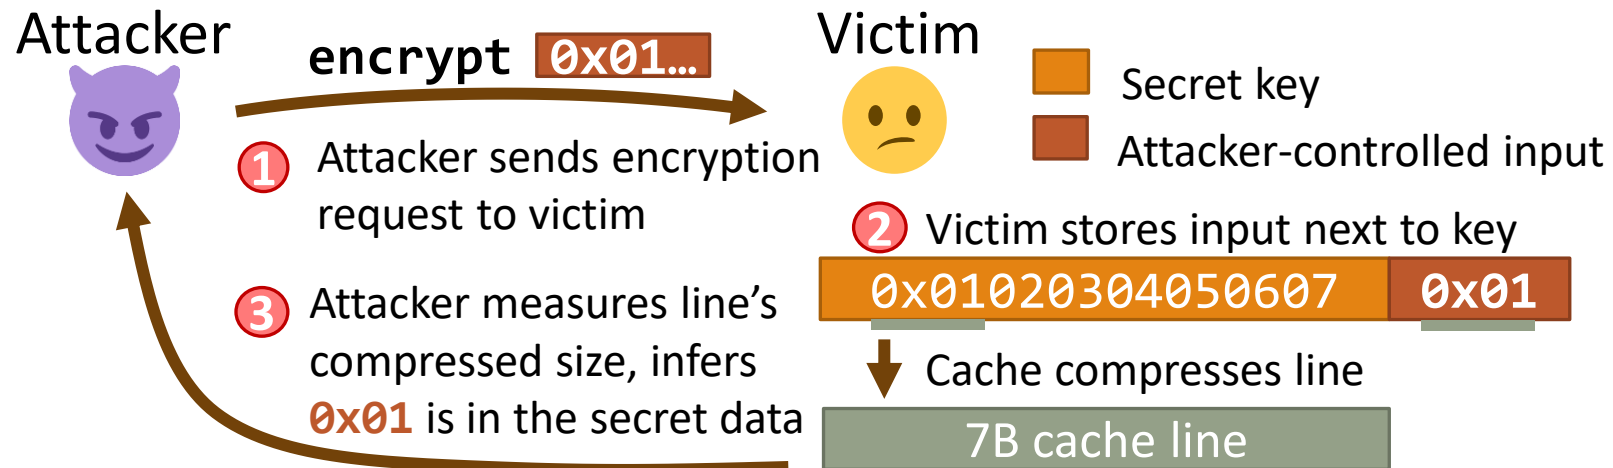 Attacker
encrypt 0x01…
Victim
Secret key
Attacker-controlled input
1 Attacker sends encryption
request to victim
2 Victim stores input next to key
0x01020304050607 0x01
3 Attacker measures line’s
compressed size, infers
0x01 is in the secret data
Cache compresses line
7B cache line